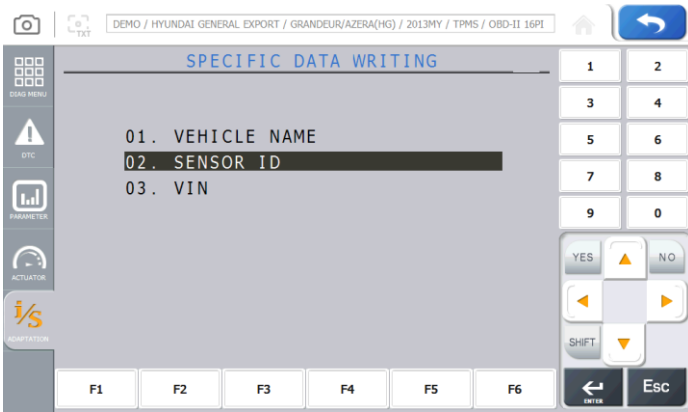 TXT
DEMO / HYUNDAI GENERAL EXPORT / GRANDEUR/AZERA(HG) / 2013MY / TPMS / OBD-II 16PI
DIAG MENU
DTC
PARAMETER
ACTUATOR
i/s
ADAPTATION
SPECIFIC DATA WRITING
01. VEHICLE NAME
02. SENSOR ID
03. VIN
F1 F2 F3 F4 F5 F6
1 2
3 4
5 6
7 8
9 0
YES NO
SHIFT
ENTER Esc